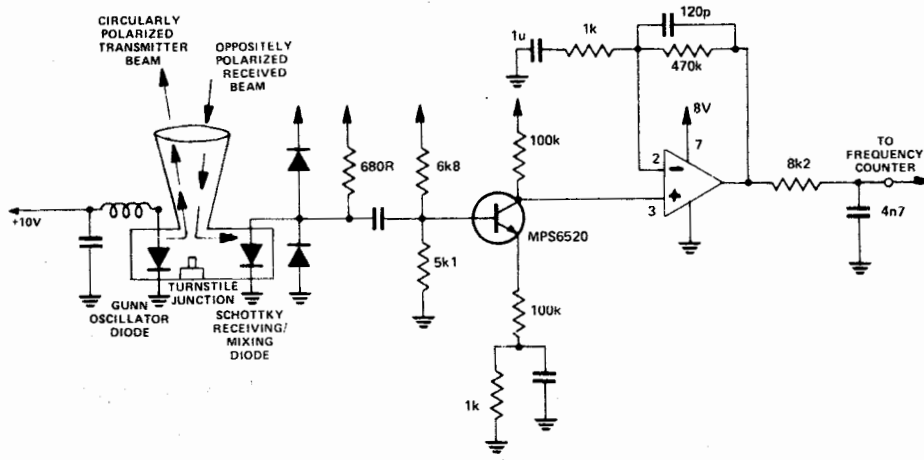 CIRCULARLY
POLARIZED
TRANSMITTER
BEAM
OPPOSITELY
POLARIZED
RECEIVED
BEAM
+10V
GUNN
OSCILLATOR
DIODE
TURNSTILE
JUNCTION
SCHOTTKY
RECEIVING/
MIXING
DIODE
680R
6k8
5k1
100k
MPS6520
100k
1k
1u
1k
120p
470k
8V
7
2
3
8k2
TO
FREQUENCY
COUNTER
4n7